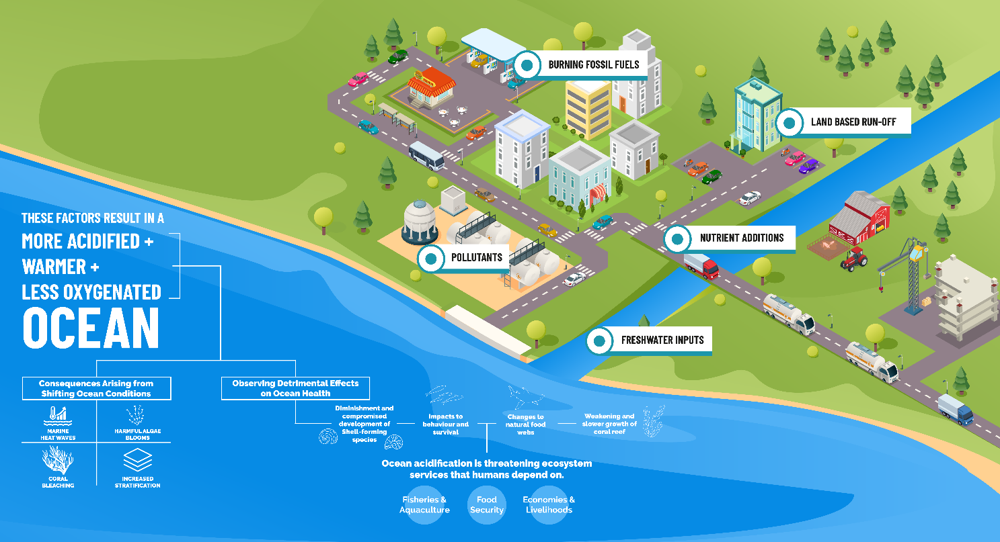 BURNING FOSSIL FUELS
LAND BASED RUN-OFF
NUTRIENT ADDITIONS
POLLUTANTS
FRESHWATER INPUTS
THESE FACTORS RESULT IN A
MORE ACIDIFIED +
WARMER +
LESS OXYGENATED
OCEAN
Consequences Arising from
Shifting Ocean Conditions
MARINE
HEAT WAVES
HARMFUL ALGAE
BLOOMS
CORAL
BLEACHING
INCREASED
STRATIFICATION
Observing Detrimental Effects
on Ocean Health
Diminishment and
compromised
development of
Shell-forming
species
Impacts to
behaviour and
survival
Changes to
natural food
webs
Weakening and
slower growth of
coral reef
Ocean acidification is threatening ecosystem
services that humans depend on.
Fisheries &
Aquaculture
Food
Security
Economies &
Livelihoods